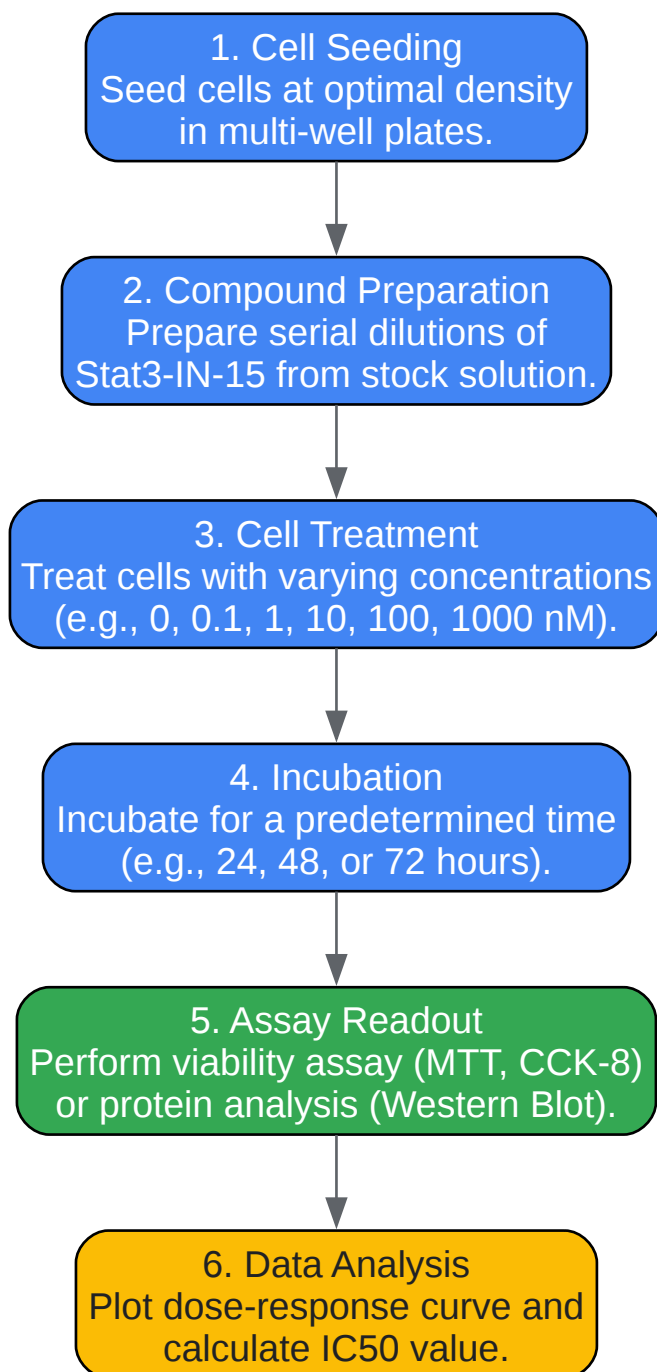 1. Cell Seeding
Seed cells at optimal density
in multi-well plates.
2. Compound Preparation
Prepare serial dilutions of
Stat3-IN-15 from stock solution.
3. Cell Treatment
Treat cells with varying concentrations
(e.g., 0, 0.1, 1, 10, 100, 1000 nM).
4. Incubation
Incubate for a predetermined time
(e.g., 24, 48, or 72 hours).
5. Assay Readout
Perform viability assay (MTT, CCK-8)
or protein analysis (Western Blot).
6. Data Analysis
Plot dose-response curve and
calculate IC50 value.